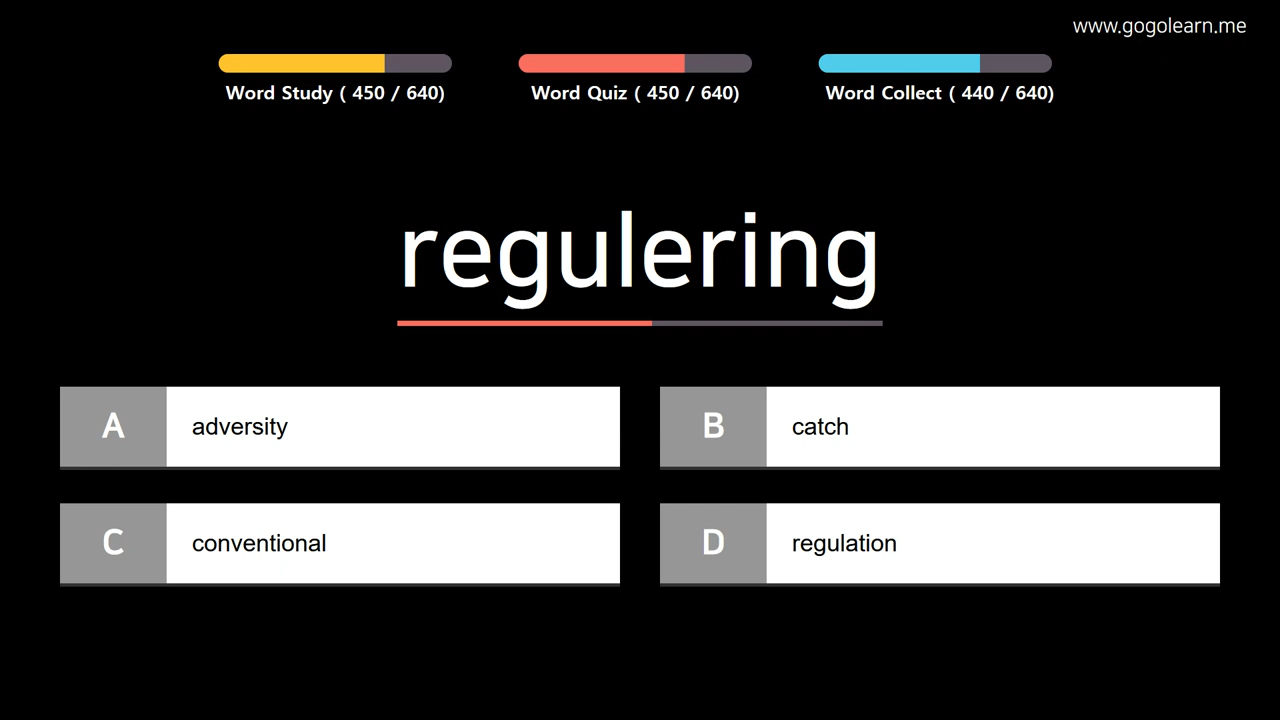 www.gogolearn.me
Word Study ( 450 / 640)
Word Quiz ( 450 / 640)
Word Collect ( 440 / 640)
regulering
A adversity
B catch
C conventional
D regulation